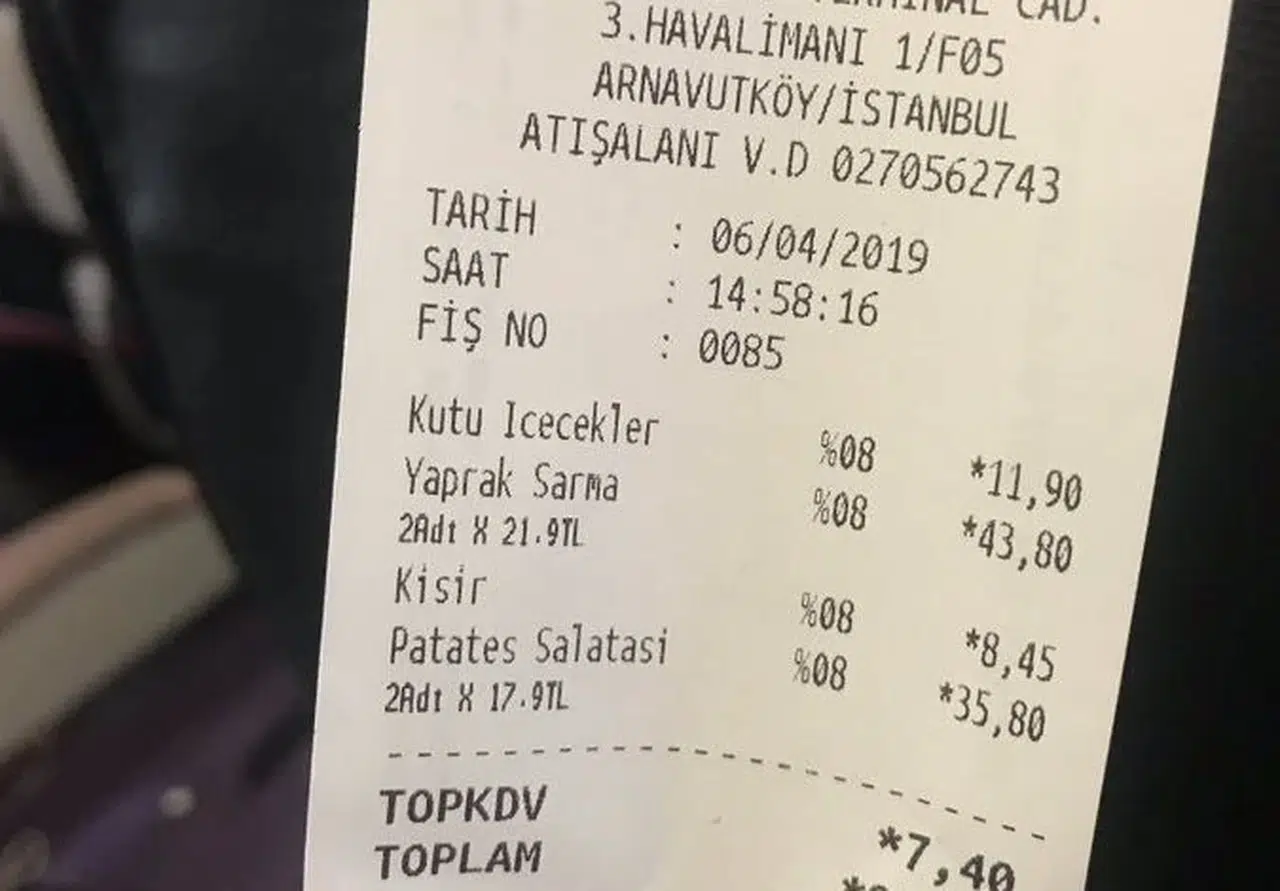 CAD.
3.HAVALİMANI 1/F05
ARNAVUTKÖY/İSTANBUL
ATIŞALANI V.D 0270562743
TARİH : 06/04/2019
SAAT : 14:58:16
FİŞ NO : 0085
Kutu Icecekler %08 *11,90
Yaprak Sarma %08 *43,80
2Adt X 21.9TL
Kisir %08 *8,45
Patates Salatasi %08 *35,80
2Adt X 17.9TL
TOPKDV *7,40
TOPLAM